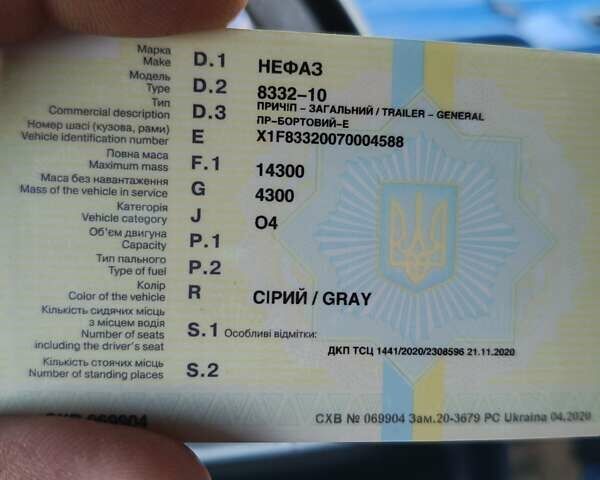 Марка
Make D.1 НЕФАЗ
Модель
Type D.2 8332-10
Тип
Commercial description D.3 ПРИЧІП - ЗАГАЛЬНИЙ / TRAILER - GENERAL
ПР-БОРТОВИЙ-Е
Номер шасі (кузова, рами)
Vehicle identification number E X1F83320070004588
Повна маса
Maximum mass F.1 14300
Маса без навантаження
Mass of the vehicle in service G 4300
Категорія
Vehicle category J O4
Об'єм двигуна
Capacity P.1
Тип пального
Type of fuel P.2
Колір
Color of the vehicle R СІРИЙ / GRAY
Кількість сидячих місць
з місцем водія
Number of seats
including the driver's seat S.1 Особливі відмітки:
ДКП ТСЦ 1441/2020/2308596 21.11.2020
Кількість стоячих місць
Number of standing places S.2
СХВ № 069904 Зам.20-3679 РС Ukraina 04.2020